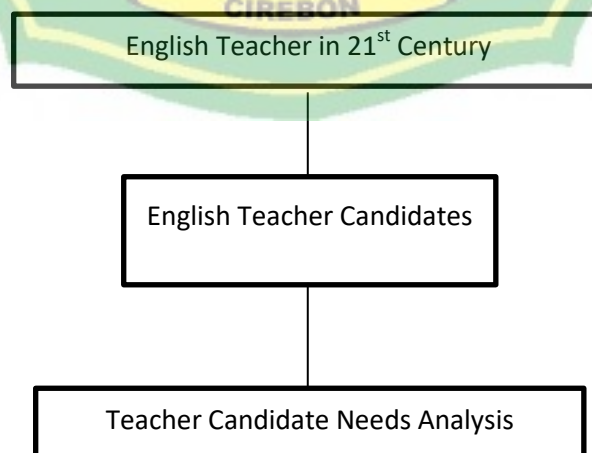 CIREBON
English Teacher in 21st Century
English Teacher Candidates
Teacher Candidate Needs Analysis